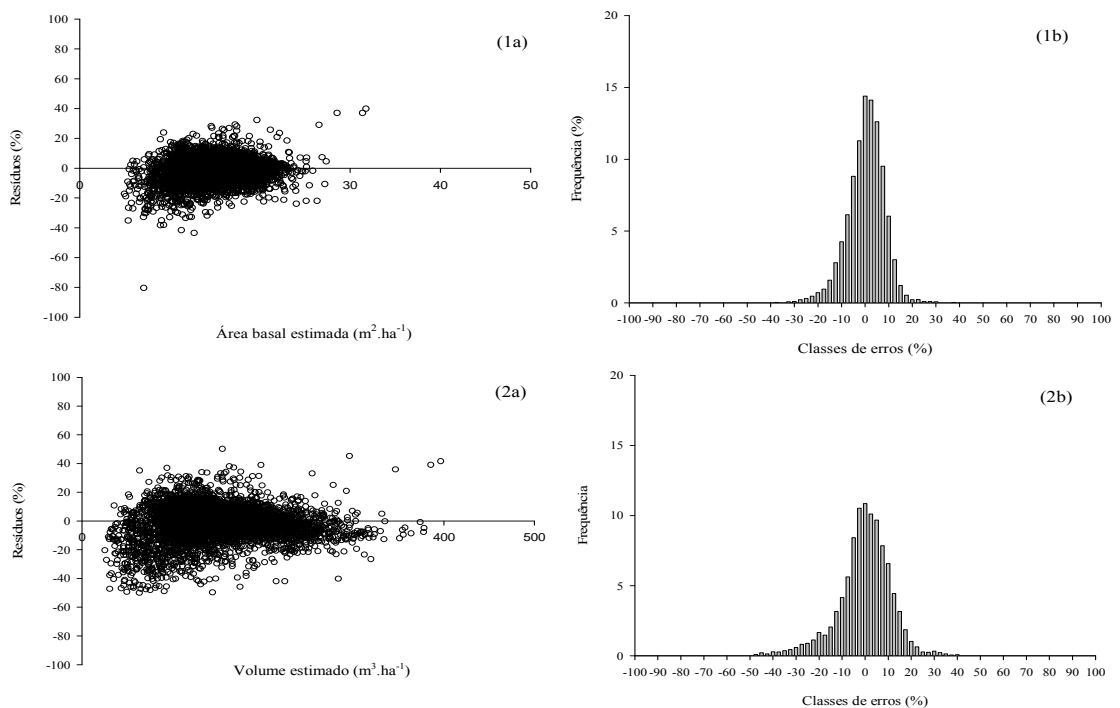 100
80
60
40
20
0
-20
-40
-60
-80
-100
Resíduos (%)
0 30 40 50
Área basal estimada (m².ha⁻¹)
(1a)
20
15
10
5
0
Frequência (%)
-100 -90 -80 -70 -60 -50 -40 -30 -20 -10 0 10 20 30 40 50 60 70 80 90 100
Classes de erros (%)
(1b)
100
80
60
40
20
0
-20
-40
-60
-80
-100
Resíduos (%)
0 400 500
Volume estimado (m³.ha⁻¹)
(2a)
20
15
10
5
0
Frequência
-100 -90 -80 -70 -60 -50 -40 -30 -20 -10 0 10 20 30 40 50 60 70 80 90 100
Classes de erros (%)
(2b)